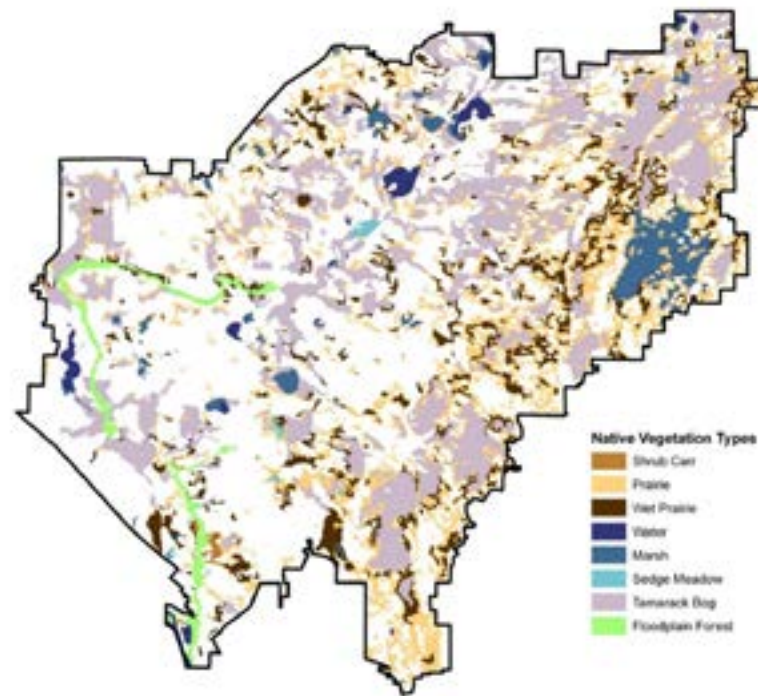 Native Vegetation Types
Shrub Carr
Prairie
Wet Prairie
Water
Marsh
Sedge Meadow
Tamarack Bog
Floodplain Forest